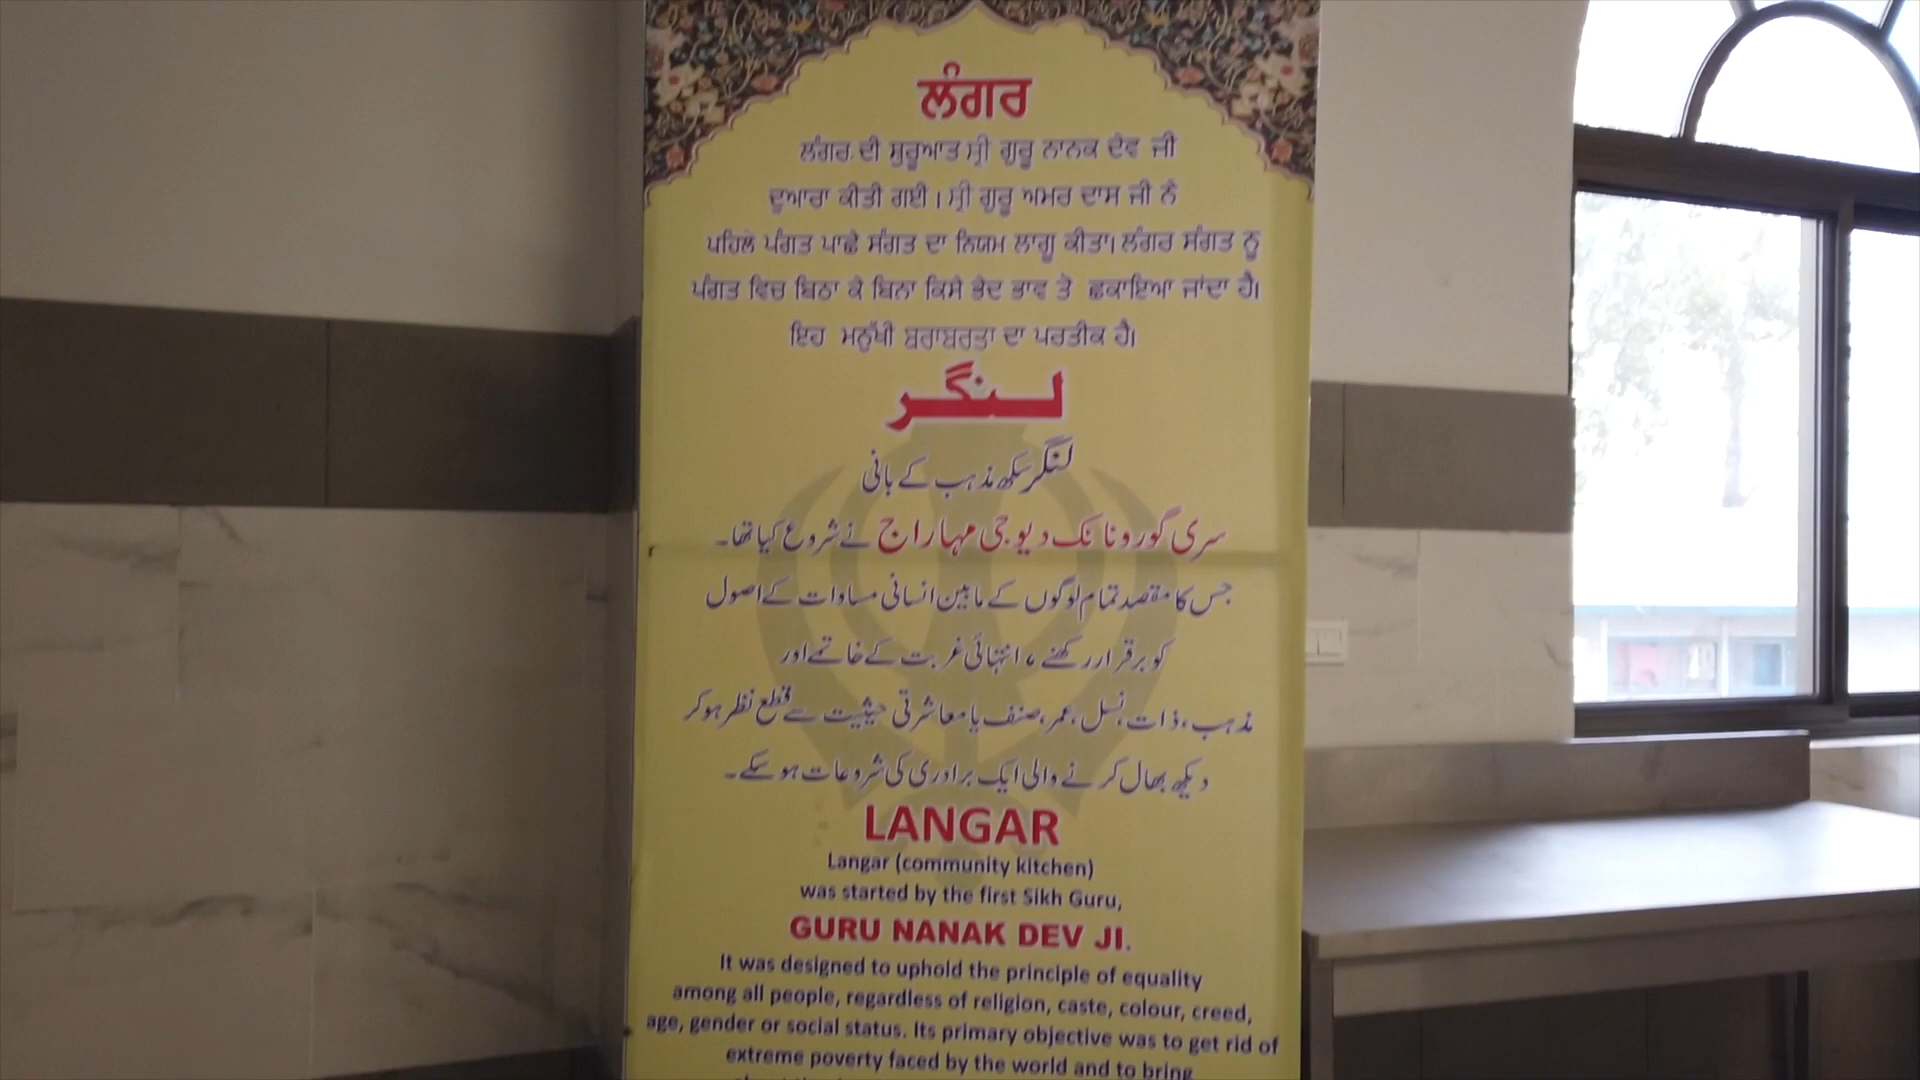 ਲੰਗਰ
ਲੰਗਰ ਦੀ ਸ਼ੁਰੂਆਤ ਸ੍ਰੀ ਗੁਰੂ ਨਾਨਕ ਦੇਵ ਜੀ
ਦੁਆਰਾ ਕੀਤੀ ਗਈ । ਸ੍ਰੀ ਗੁਰੂ ਅਮਰ ਦਾਸ ਜੀ ਨੇ
ਪਹਿਲੇ ਪੰਗਤ ਪਾਛੇ ਸੰਗਤ ਦਾ ਨਿਯਮ ਲਾਗੂ ਕੀਤਾ। ਲੰਗਰ ਸੰਗਤ ਨੂ
ਪੰਗਤ ਵਿਚ ਬਿਠਾ ਕੇ ਬਿਨਾ ਕਿਸੇ ਭੇਦ ਭਾਵ ਤੋ ਛਕਾਇਆ ਜਾਂਦਾ ਹੈ।
ਇਹ ਮਨੁੱਖੀ ਬਰਾਬਰਤਾ ਦਾ ਪਰਤੀਕ ਹੈ।
لنگر
لنگر سکھ مذہب کے بانی
سری گورو نانک دیو جی مہاراج نے شروع کیا تھا۔
جس کا مقصد تمام لوگوں کے مابین انسانی مساوات کے اصول
کو برقرار رکھنے، انتہائی غربت کے خاتمے اور
مذہب، ذات، نسل، عمر، صنف یا معاشرتی حیثیت سے قطع نظر ہو کر
دیکھ بھال کرنے والی ایک برادری کی شروعات ہو سکے۔
LANGAR
Langar (community kitchen)
was started by the first Sikh Guru,
GURU NANAK DEV JI.
It was designed to uphold the principle of equality
among all people, regardless of religion, caste, colour, creed,
age, gender or social status. Its primary objective was to get rid of
extreme poverty faced by the world and to bring